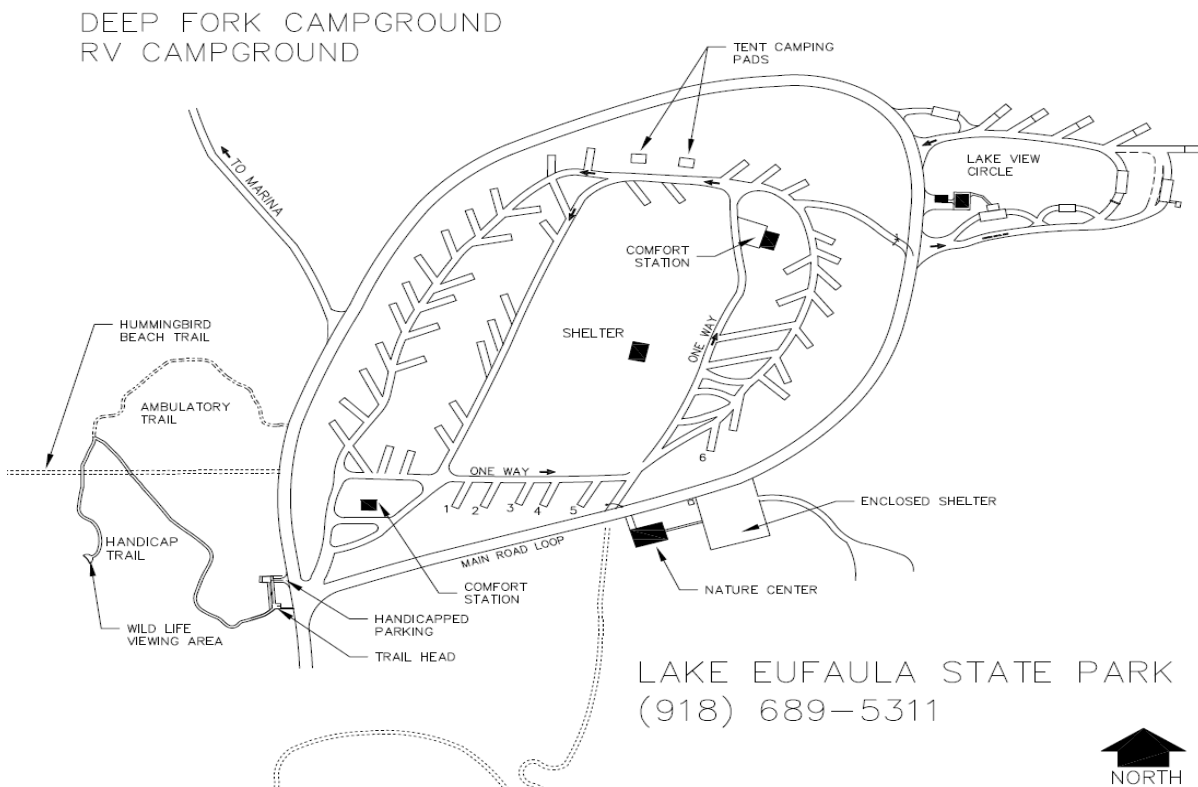 DEEP FORK CAMPGROUND
RV CAMPGROUND
TENT CAMPING
PADS
TO MARINA
LAKE VIEW
CIRCLE
COMFORT
STATION
HUMMINGBIRD
BEACH TRAIL
SHELTER
ONE WAY
AMBULATORY
TRAIL
6
ONE WAY
1
2
3
4
5
ENCLOSED SHELTER
HANDICAP
TRAIL
MAIN ROAD LOOP
NATURE CENTER
COMFORT
STATION
HANDICAPPED
PARKING
WILD LIFE
VIEWING AREA
TRAIL HEAD
LAKE EUFAULA STATE PARK
(918) 689-5311
NORTH